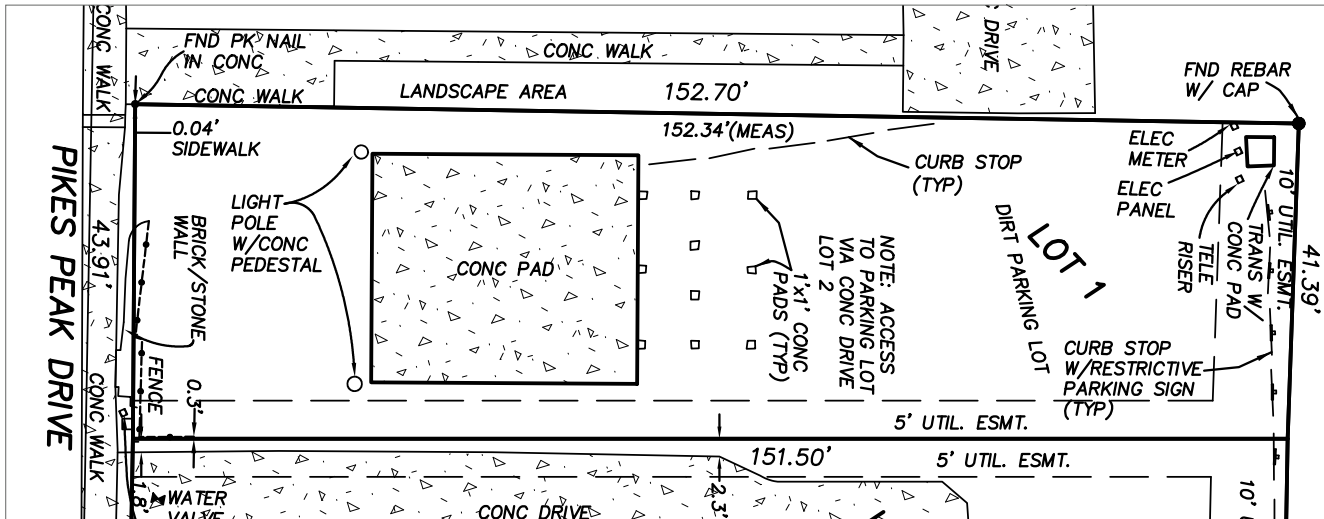 CONC WALK
FND PK NAIL
IN CONC
CONC WALK
CONC WALK
DRIVE
LANDSCAPE AREA
152.70'
152.34'(MEAS)
FND REBAR
W/ CAP
0.04'
SIDEWALK
CURB STOP
(TYP)
ELEC
METER
ELEC
PANEL
10' UTIL. ESMT.
TRANS W/
CONC PAD
TELE
RISER
41.39'
PIKES PEAK DRIVE
43.91'
BRICK/STONE
WALL
LIGHT
POLE
W/CONC
PEDESTAL
CONC PAD
1'x1' CONC
PADS (TYP)
NOTE: ACCESS
TO PARKING LOT
VIA CONC DRIVE
LOT 2
LOT 1
DIRT PARKING LOT
CURB STOP
W/RESTRICTIVE
PARKING SIGN
(TYP)
FENCE
0.3'
CONC WALK
5' UTIL. ESMT.
151.50'
5' UTIL. ESMT.
1.8'
WATER
VALVE
CONC DRIVE
2.3'
10'